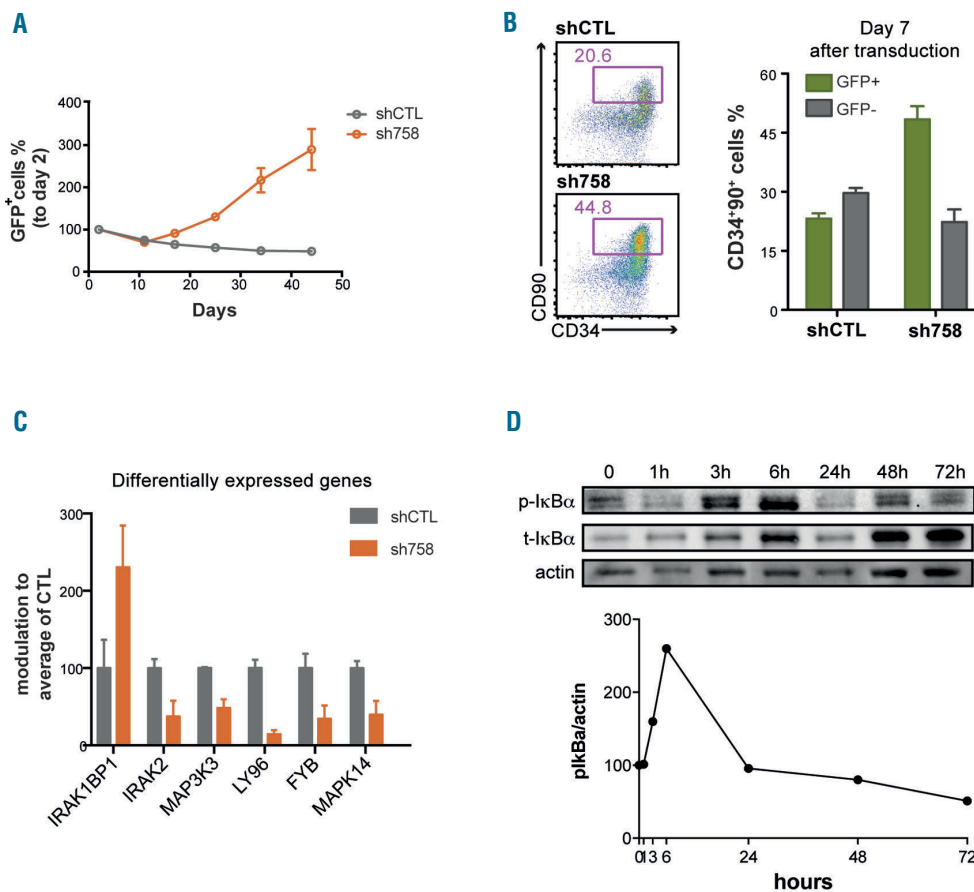 A
GFP+cells %
(to day 2)
400
300
200
100
0
0 10 20 30 40 50
Days
shCTL
sh758
B
shCTL
20.6
sh758
44.8
CD90
CD34
Day 7
after transduction
CD34+90+ cells %
60
45
30
15
0
GFP+
GFP-
shCTL sh758
C
Differentially expressed genes
modulation to
average of CTL
300
200
100
0
shCTL
sh758
IRAK1BP1 IRAK2 MAP3K3 LY96 FYB MAPK14
D
0 1h 3h 6h 24h 48h 72h
p-IκBα
t-IκBα
actin
pIkBa/actin
300
200
100
0
0 1 3 6 24 48 72
hours